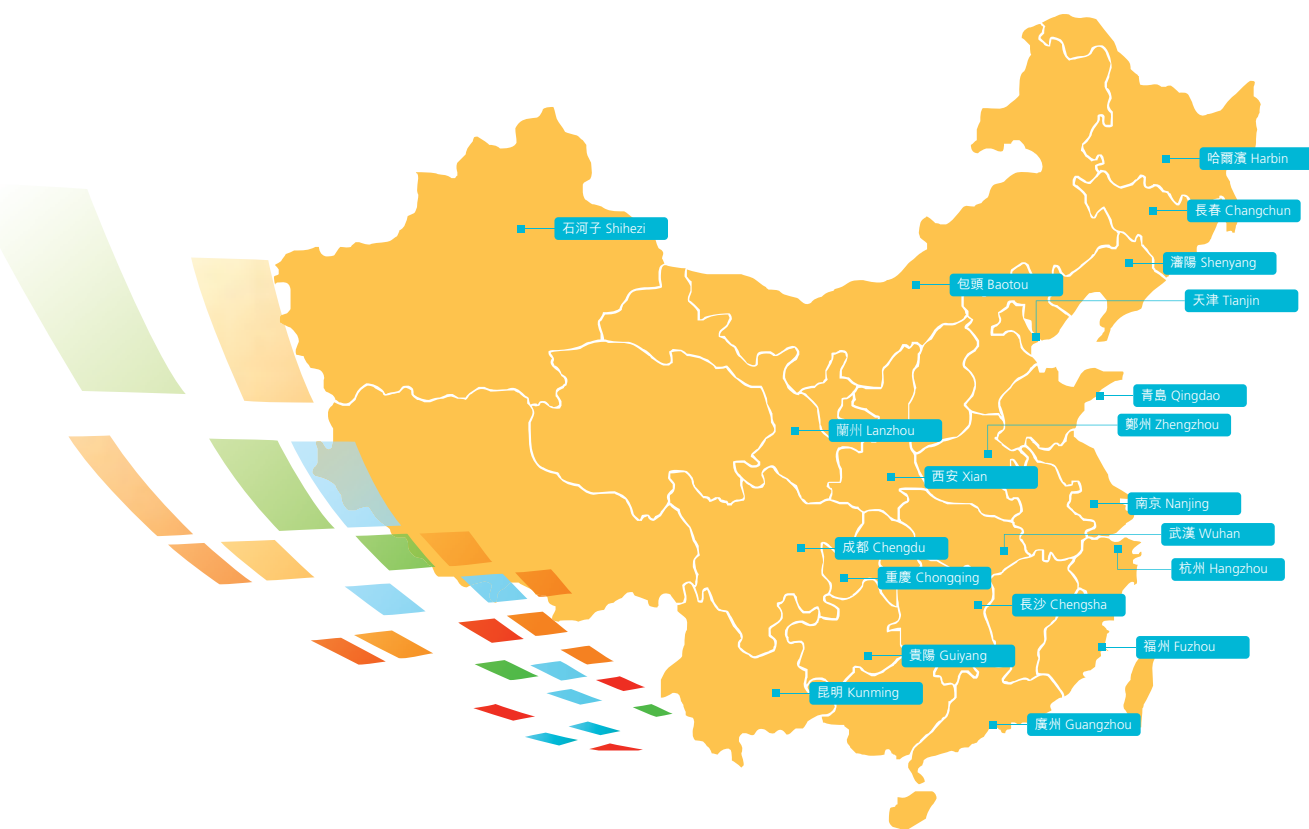 哈爾濱 Harbin
長春 Changchun
石河子 Shihezi
瀋陽 Shenyang
包頭 Baotou
天津 Tianjin
青島 Qingdao
鄭州 Zhengzhou
蘭州 Lanzhou
西安 Xian
南京 Nanjing
武漢 Wuhan
成都 Chengdu
杭州 Hangzhou
重慶 Chongqing
長沙 Chengsha
福州 Fuzhou
貴陽 Guiyang
昆明 Kunming
廣州 Guangzhou